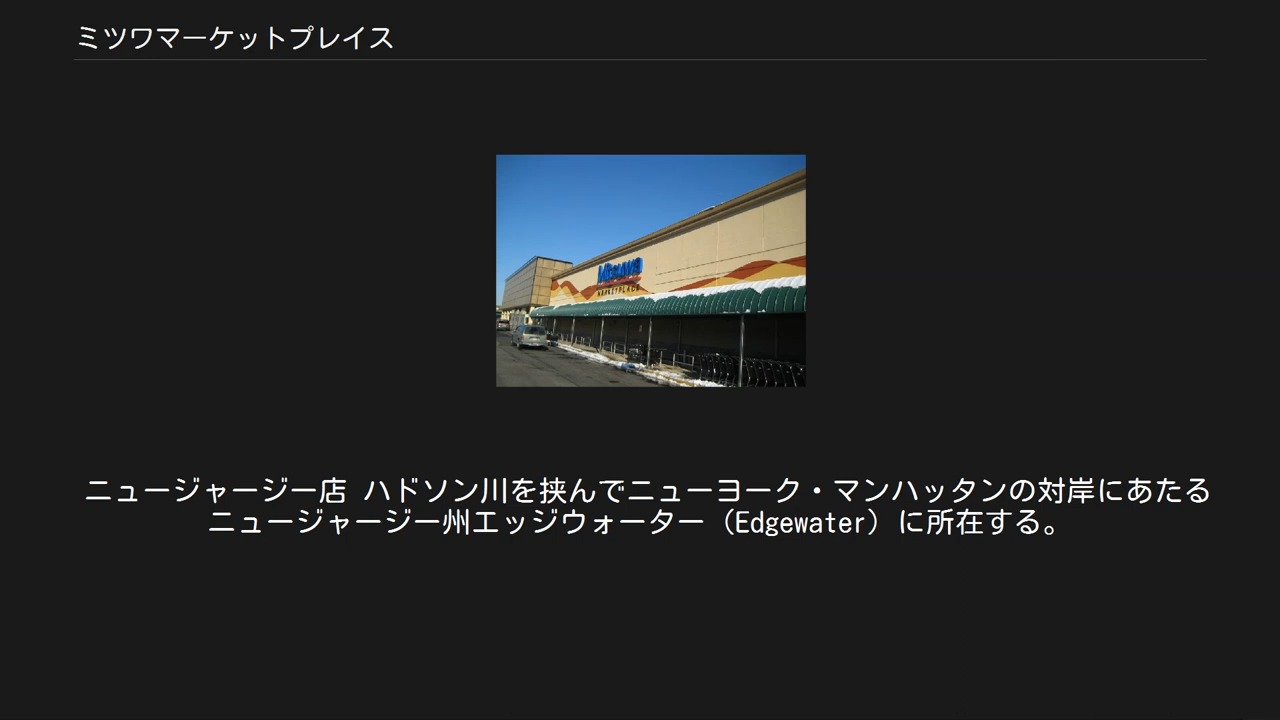 ミツワマーケットプレイス
Mitsuwa
MARKETPLACE
ニュージャージー店 ハドソン川を挟んでニューヨーク・マンハッタンの対岸にあたる
ニュージャージー州エッジウォーター（Edgewater）に所在する。